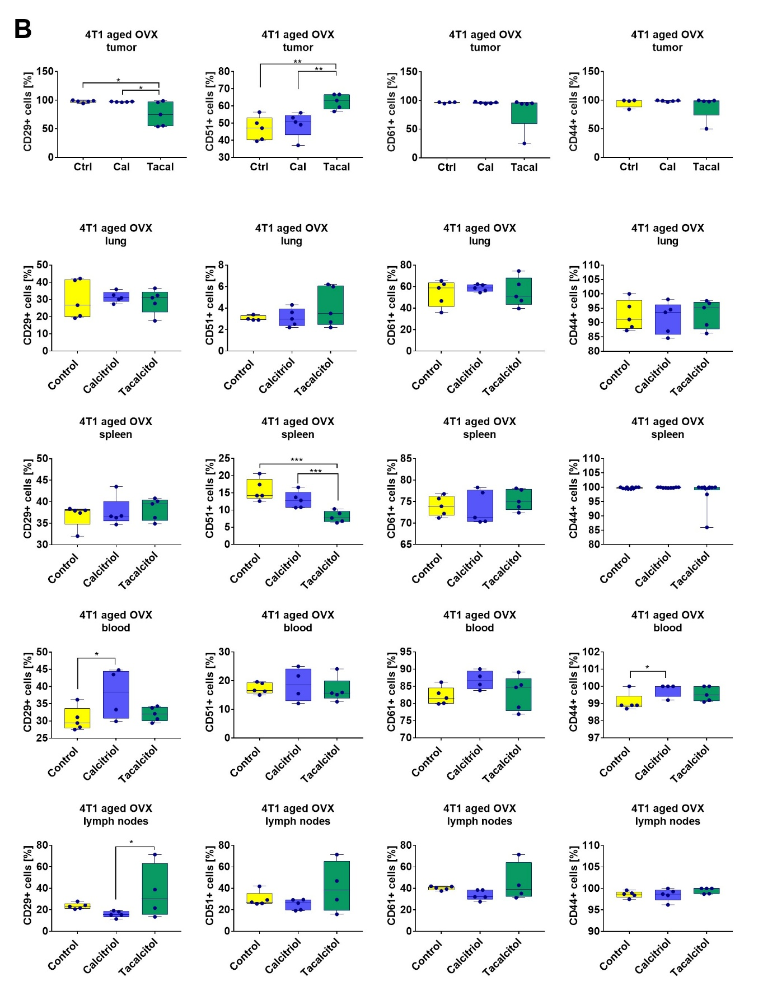 B
4T1 aged OVX
tumor
CD29+ cells [%]
150
100
50
0
*
*
Ctrl Cal Tacal
4T1 aged OVX
tumor
CD51+ cells [%]
80
70
60
50
40
30
**
**
Ctrl Cal Tacal
4T1 aged OVX
tumor
CD61+ cells [%]
150
100
50
0
Ctrl Cal Tacal
4T1 aged OVX
tumor
CD44+ cells [%]
150
100
50
0
Ctrl Cal Tacal
4T1 aged OVX
lung
CD29+ cells [%]
50
40
30
20
10
0
Control Calcitriol Tacalcitol
4T1 aged OVX
lung
CD51+ cells [%]
8
6
4
2
0
Control Calcitriol Tacalcitol
4T1 aged OVX
lung
CD61+ cells [%]
80
60
40
20
0
Control Calcitriol Tacalcitol
4T1 aged OVX
lung
CD44+ cells [%]
110
105
100
95
90
85
80
Control Calcitriol Tacalcitol
4T1 aged OVX
spleen
CD29+ cells [%]
50
45
40
35
30
Control Calcitriol Tacalcitol
4T1 aged OVX
spleen
CD51+ cells [%]
25
20
15
10
5
0
***
***
Control Calcitriol Tacalcitol
4T1 aged OVX
spleen
CD61+ cells [%]
85
80
75
70
65
Control Calcitriol Tacalcitol
4T1 aged OVX
spleen
CD44+ cells [%]
110
105
100
95
90
85
80
Control Calcitriol Tacalcitol
4T1 aged OVX
blood
CD29+ cells [%]
50
45
40
35
30
25
*
Control Calcitriol Tacalcitol
4T1 aged OVX
blood
CD51+ cells [%]
30
20
10
0
Control Calcitriol Tacalcitol
4T1 aged OVX
blood
CD61+ cells [%]
95
90
85
80
75
70
Control Calcitriol Tacalcitol
4T1 aged OVX
blood
CD44+ cells [%]
102
101
100
99
98
97
*
Control Calcitriol Tacalcitol
4T1 aged OVX
lymph nodes
CD29+ cells [%]
80
60
40
20
0
*
Control Calcitriol Tacalcitol
4T1 aged OVX
lymph nodes
CD51+ cells [%]
80
60
40
20
0
Control Calcitriol Tacalcitol
4T1 aged OVX
lymph nodes
CD61+ cells [%]
80
60
40
20
0
Control Calcitriol Tacalcitol
4T1 aged OVX
lymph nodes
CD44+ cells [%]
110
105
100
95
90
Control Calcitriol Tacalcitol